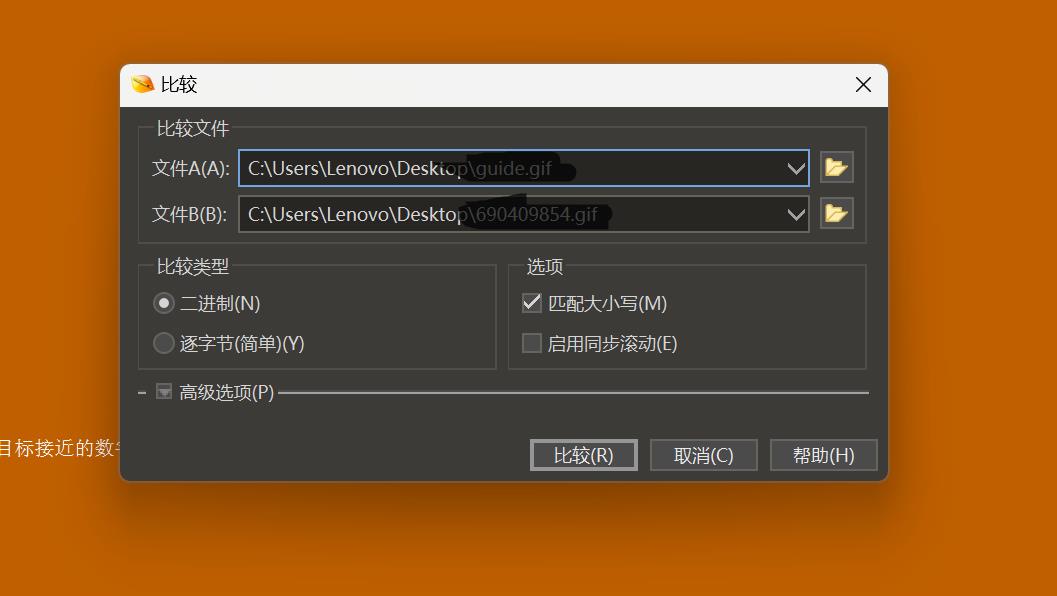 比较
比较文件
文件A(A): C:\Users\Lenovo\Desktop\guide.gif
文件B(B): C:\Users\Lenovo\Desktop\690409854.gif
比较类型
二进制(N)
逐字节(简单)(Y)
选项
匹配大小写(M)
启用同步滚动(E)
高级选项(P)
目标接近的数
比较(R) 取消(C) 帮助(H)